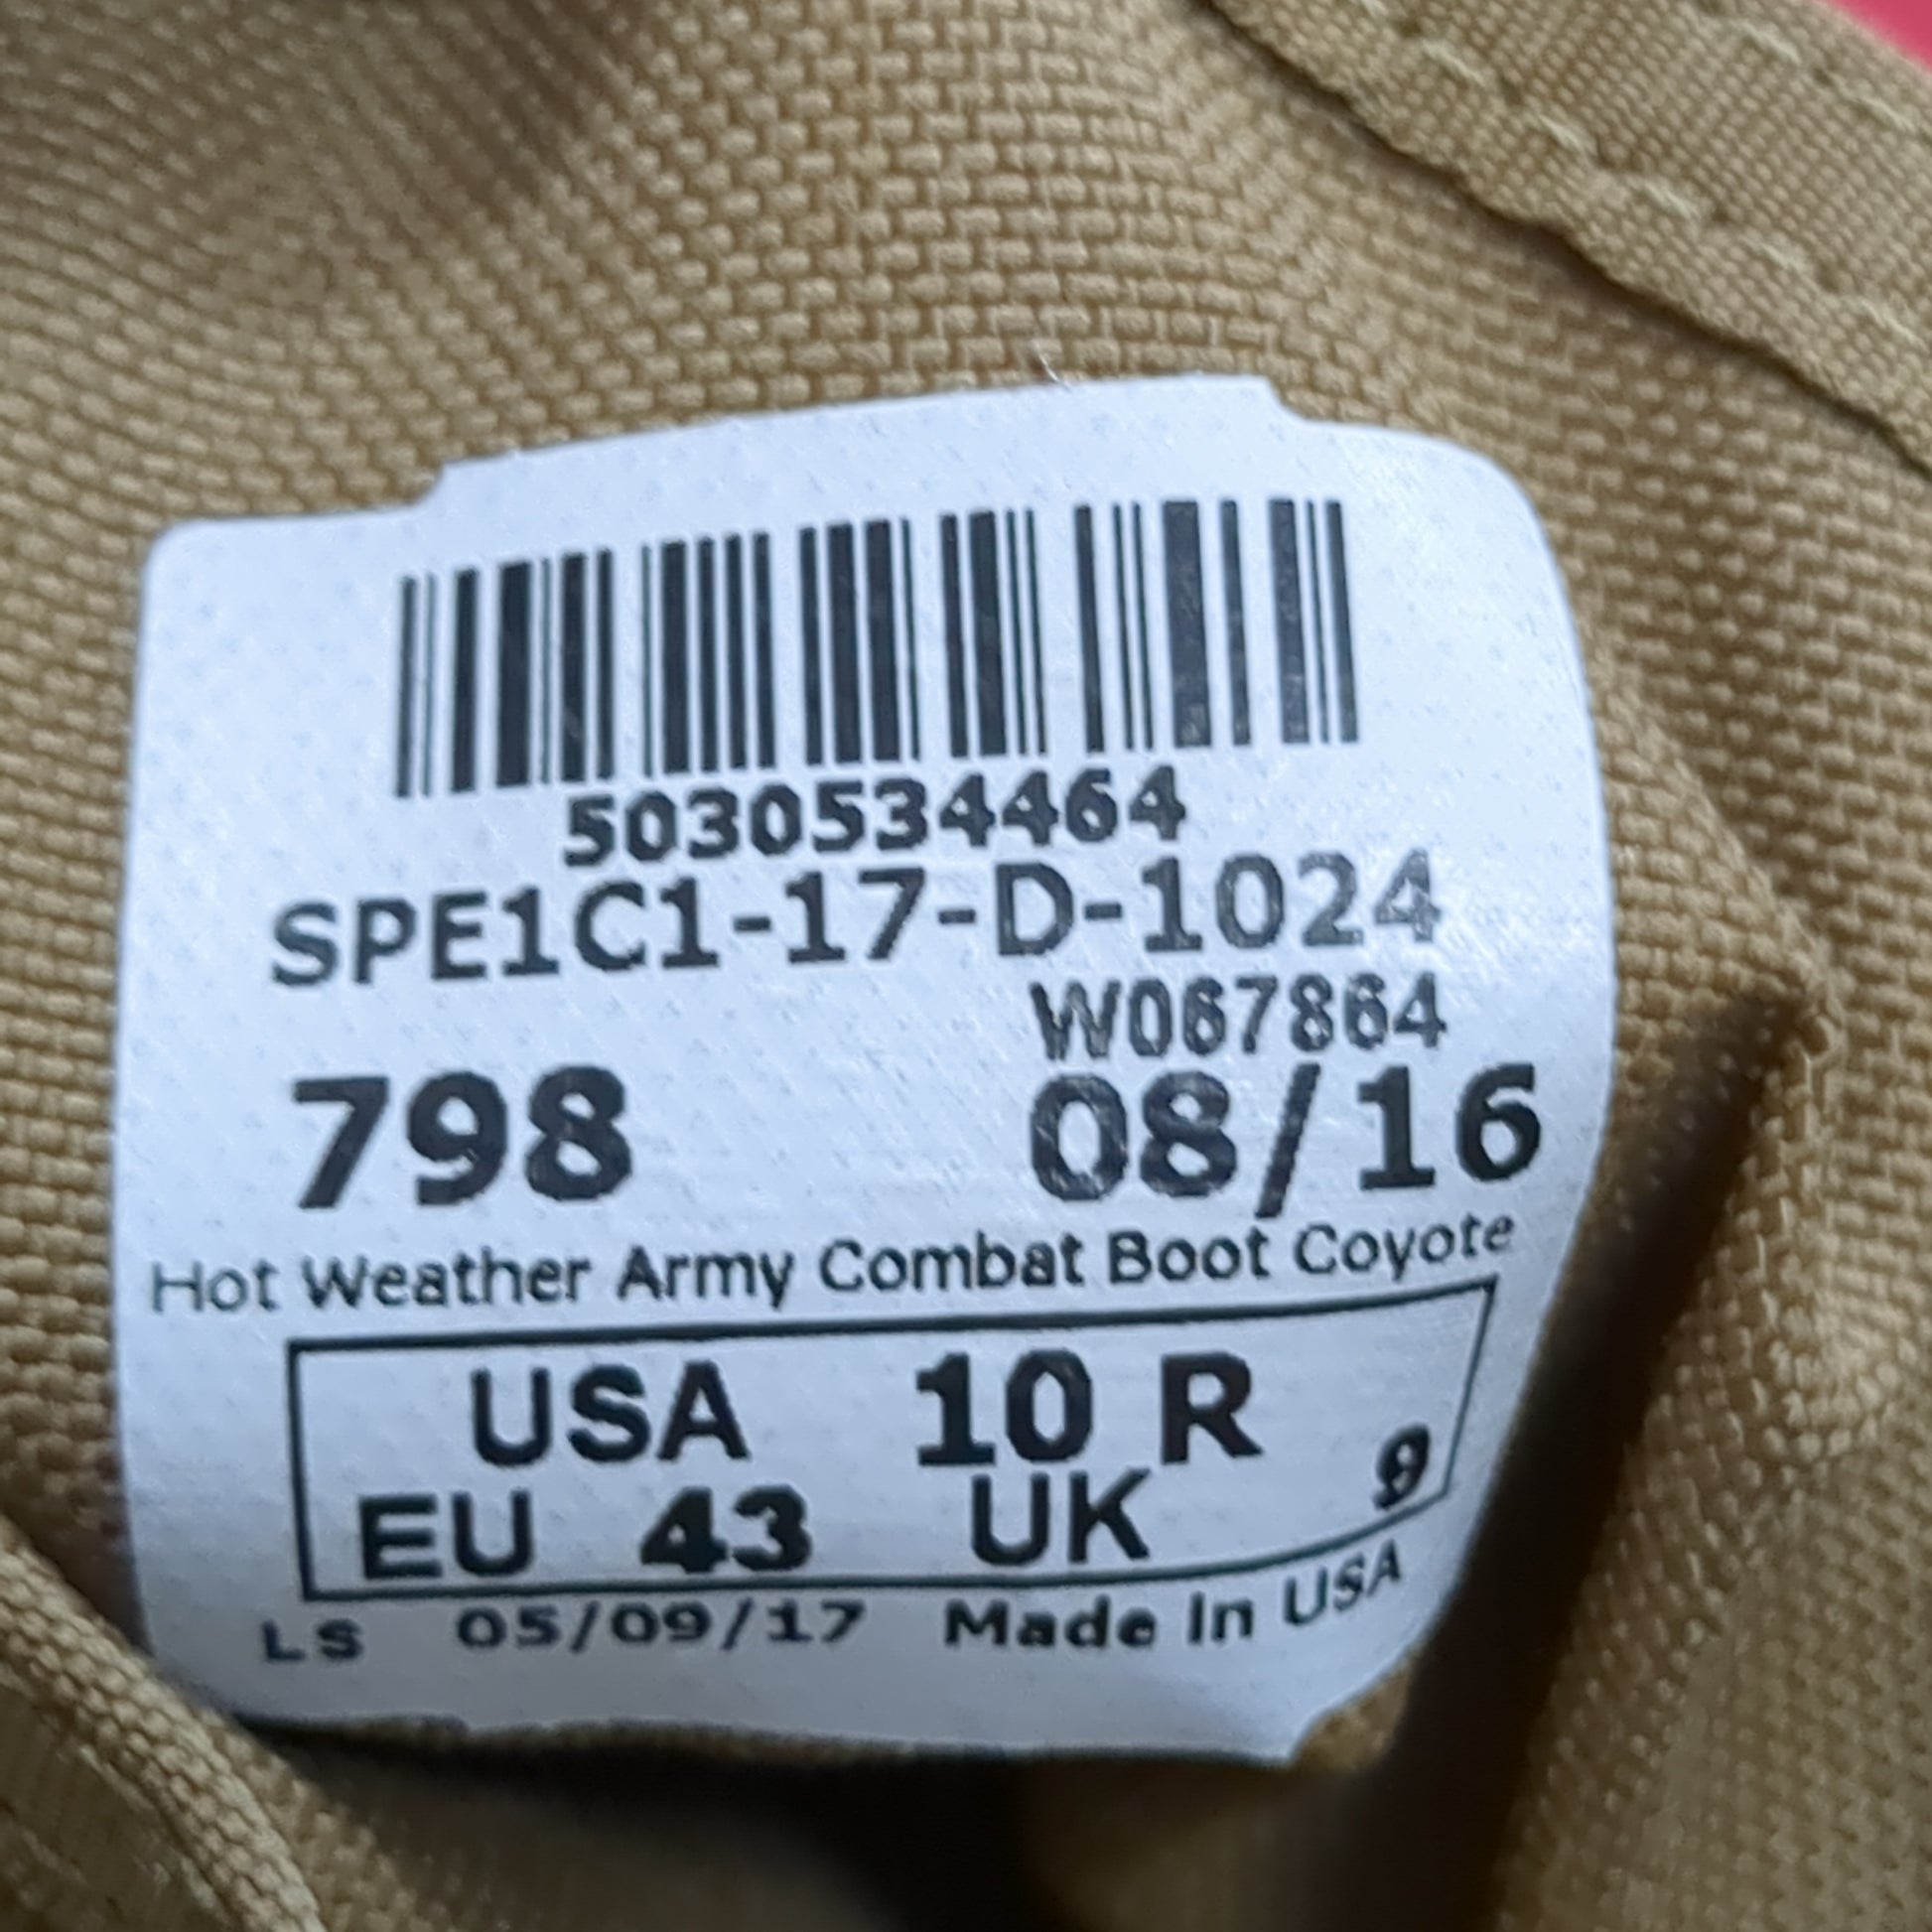 5030534464
SPE1C1-17-D-1024
W067864
798 08/16
Hot Weather Army Combat Boot Coyote
USA 10 R
EU 43 UK 9
LS 05/09/17 Made In USA